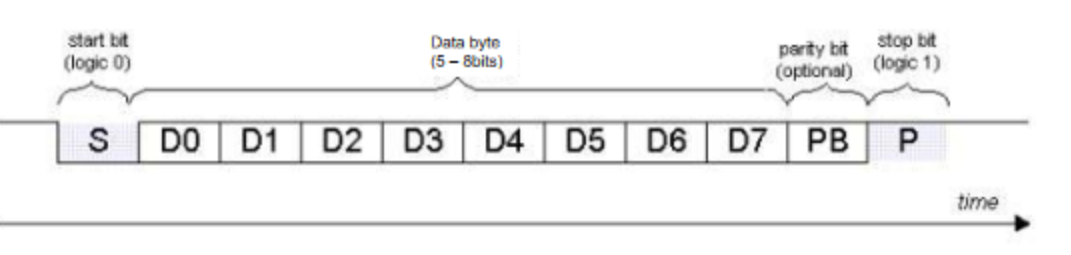 start bit
(logic 0)
Data byte
(5 – 8bits)
parity bit
(optional)
stop bit
(logic 1)
S D0 D1 D2 D3 D4 D5 D6 D7 PB P
time